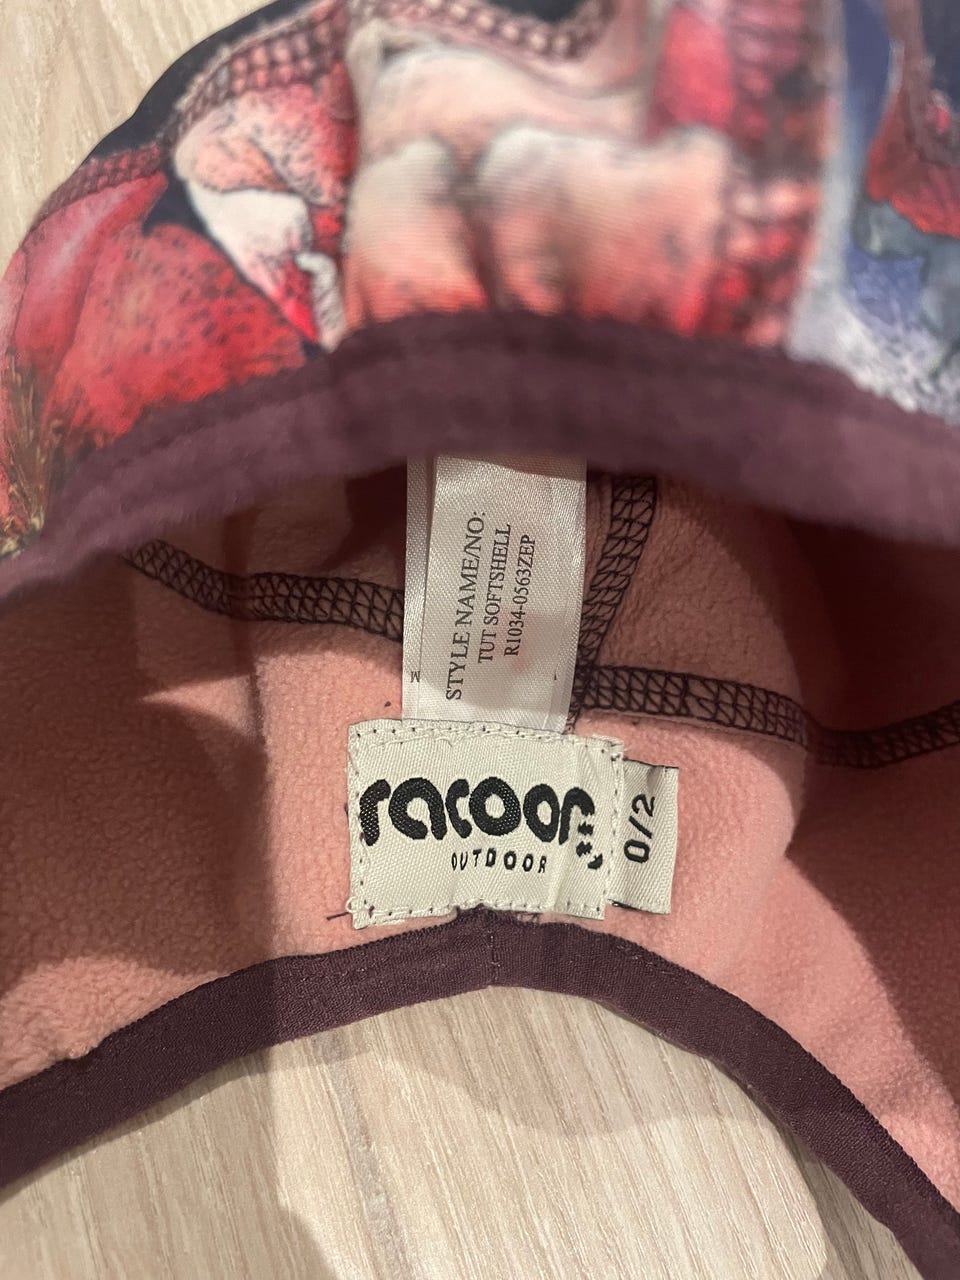 STYLE NAME/NO:
TUT SOFTSHELL
R1034-0563ZEP
M
racoon
OUTDOOR
0/2